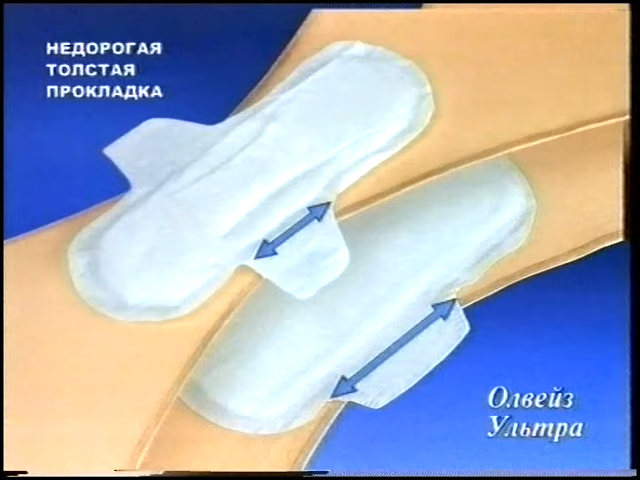 НЕДОРОГАЯ
ТОЛСТАЯ
ПРОКЛАДКА
Олвейз
Ультра